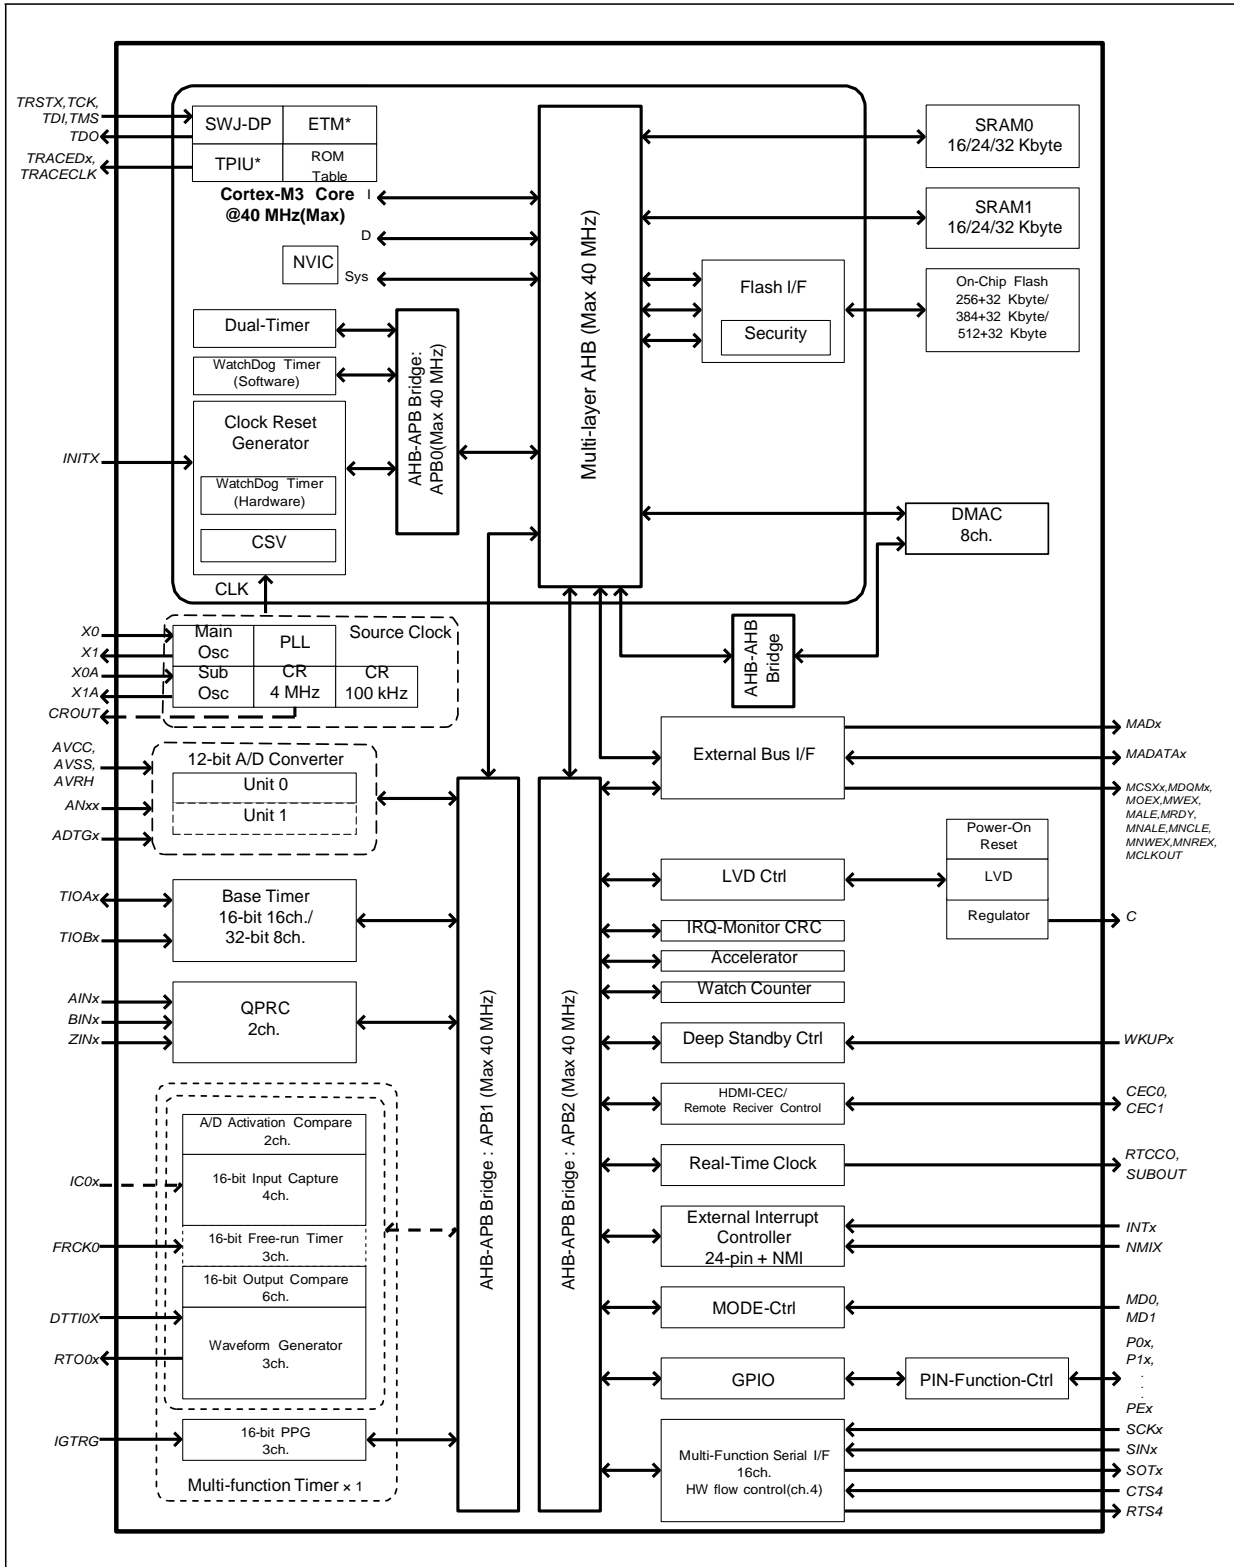 TRSTX,TCK,
TDI,TMS
TDO
TRACEDx,
TRACECLK
SWJ-DP
ETM*
TPIU*
ROM
Table
Cortex-M3 Core
@40 MHz(Max)
I
D
Sys
NVIC
Dual-Timer
WatchDog Timer
(Software)
Clock Reset
Generator
WatchDog Timer
(Hardware)
CSV
CLK
INITX
AHB-APB Bridge:
APB0(Max 40 MHz)
Multi-layer AHB (Max 40 MHz)
SRAM0
16/24/32 Kbyte
SRAM1
16/24/32 Kbyte
Flash I/F
Security
On-Chip Flash
256+32 Kbyte/
384+32 Kbyte/
512+32 Kbyte
DMAC
8ch.
AHB-AHB
Bridge
X0
X1
X0A
X1A
CROUT
Main
Osc
PLL
Source Clock
Sub
Osc
CR
4 MHz
CR
100 kHz
AVCC,
AVSS,
AVRH
ANxx
ADTGx
12-bit A/D Converter
Unit 0
Unit 1
TIOAx
TIOBx
Base Timer
16-bit 16ch./
32-bit 8ch.
AINx
BINx
ZINx
QPRC
2ch.
A/D Activation Compare
2ch.
IC0x
16-bit Input Capture
4ch.
FRCK0
16-bit Free-run Timer
3ch.
16-bit Output Compare
6ch.
DTTI0X
RTO0x
Waveform Generator
3ch.
IGTRG
16-bit PPG
3ch.
Multi-function Timer × 1
AHB-APB Bridge : APB1 (Max 40 MHz)
AHB-APB Bridge : APB2 (Max 40 MHz)
External Bus I/F
MADx
MADATAx
MCSXx,MDQMx,
MOEX,MWEX,
MALE,MRDY,
MNALE,MNCLE,
MNWEX,MNREX,
MCLKOUT
LVD Ctrl
Power-On
Reset
LVD
Regulator
C
IRQ-Monitor CRC
Accelerator
Watch Counter
Deep Standby Ctrl
WKUPx
HDMI-CEC/
Remote Reciver Control
CEC0,
CEC1
Real-Time Clock
RTCCO,
SUBOUT
External Interrupt
Controller
24-pin + NMI
INTx
NMIX
MODE-Ctrl
MD0,
MD1
GPIO
PIN-Function-Ctrl
P0x,
P1x,
.
.
.
PEx
Multi-Function Serial I/F
16ch.
HW flow control(ch.4)
SCKx
SINx
SOTx
CTS4
RTS4